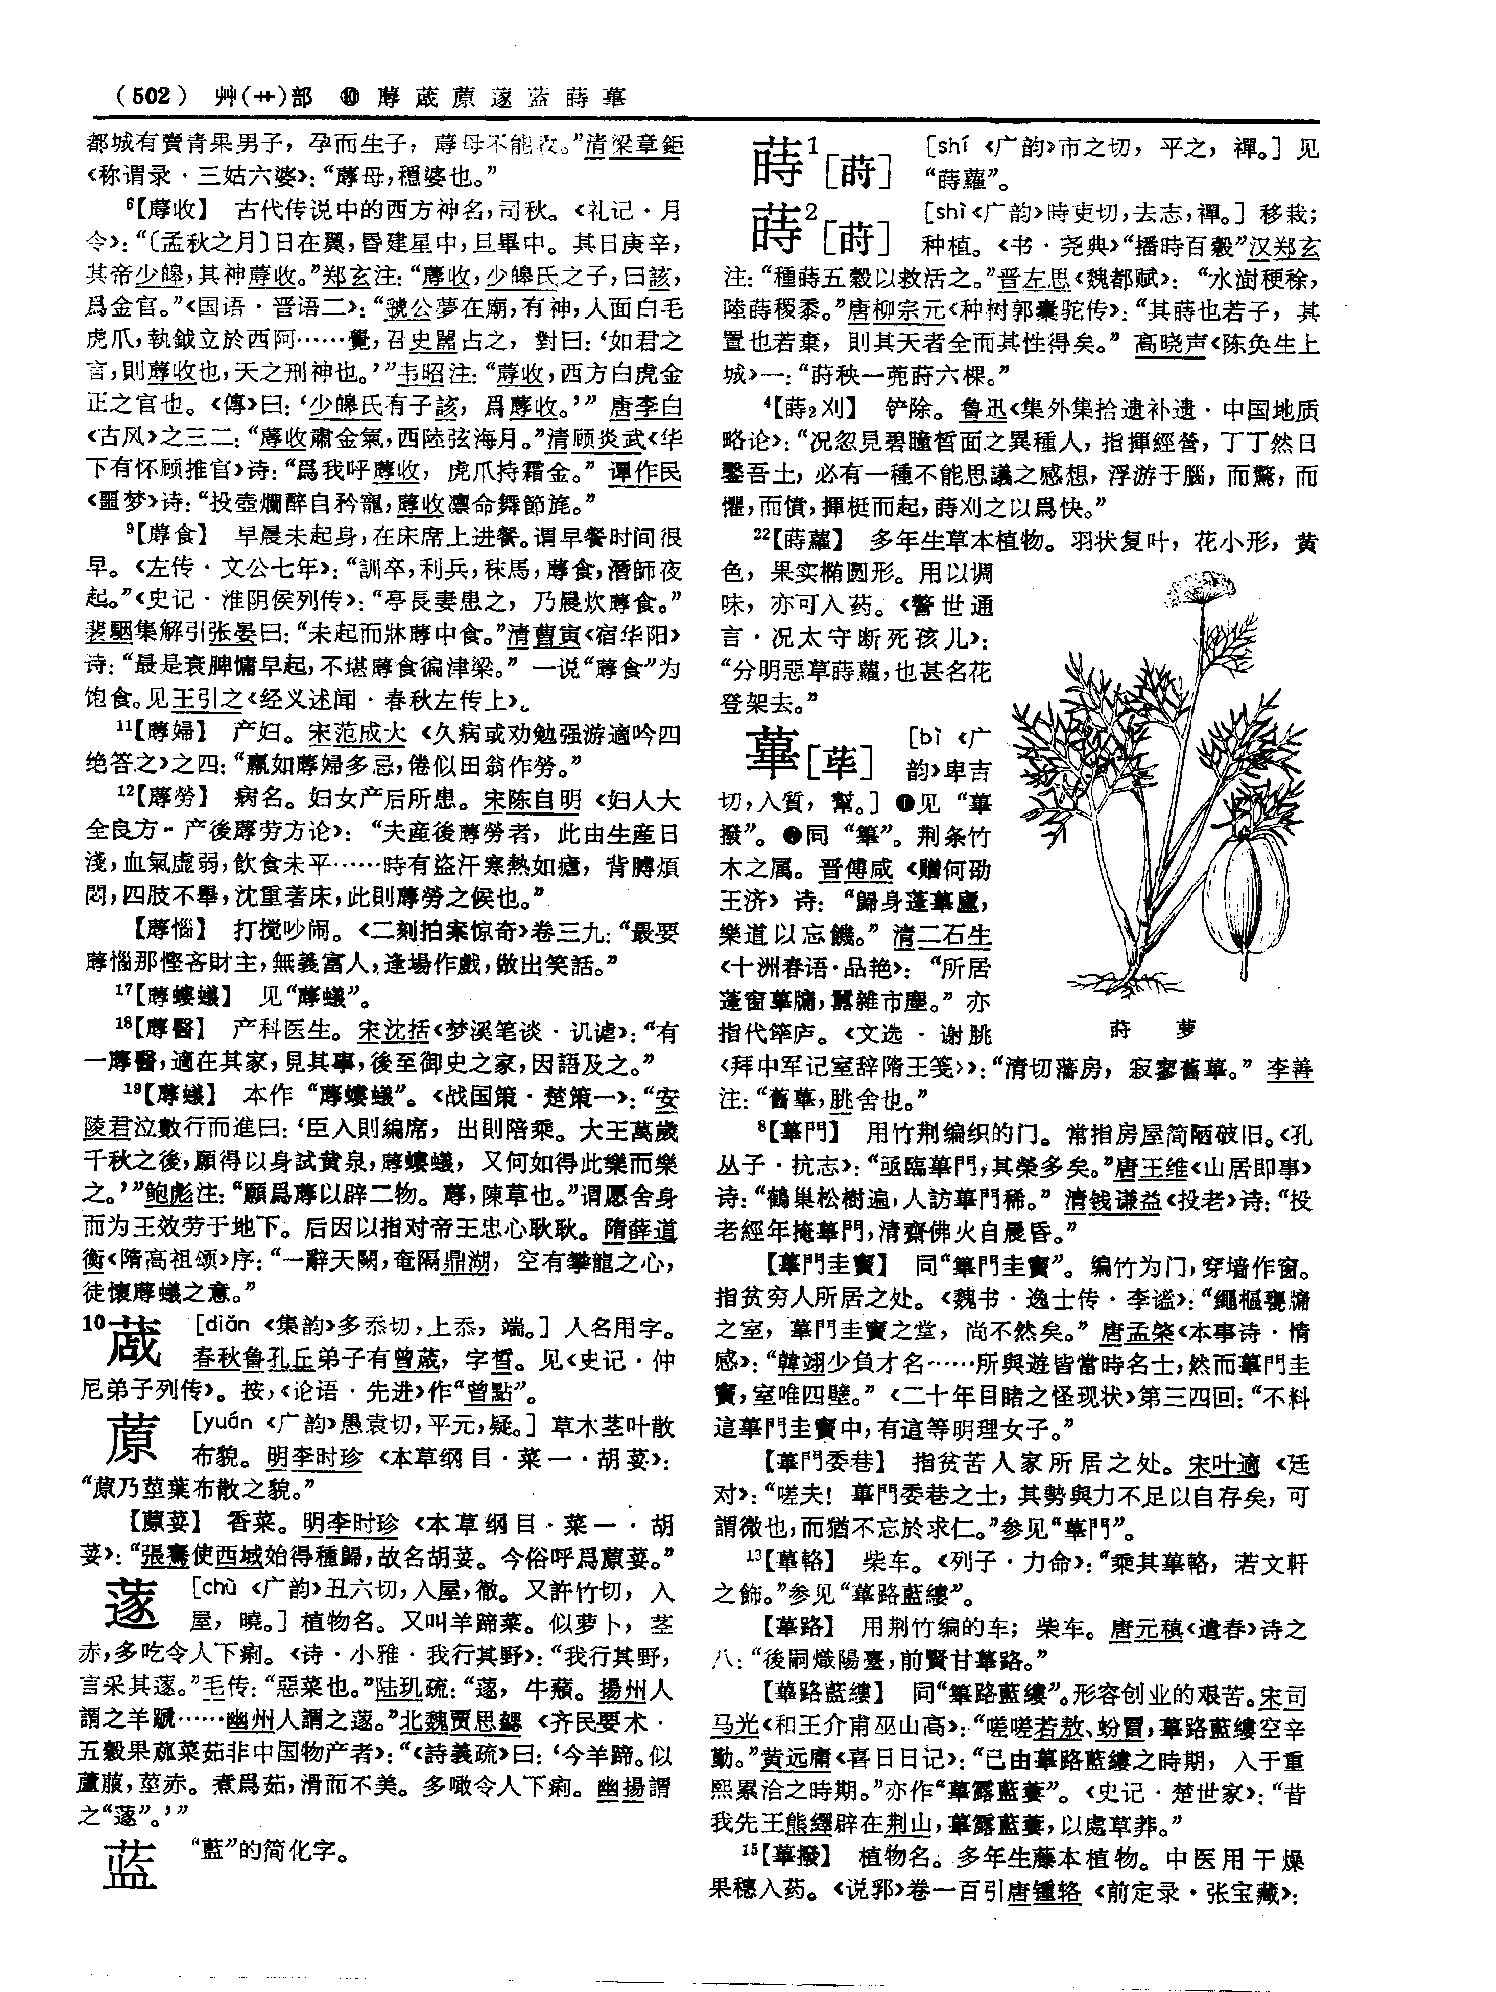 (502) 艸(艹)部 ❿ 蓐蒧蒝蓫蓝蒔蓽
都城有賣青果男子，孕而生子，蓐母不能收。”清梁章鉅
《称谓录·三姑六婆》：“蓐母，穩婆也。”
⁶【蓐收】 古代传说中的西方神名，司秋。《礼记·月
令》：“〔孟秋之月〕日在翼，昬建星中，旦畢中。其日庚辛，
其帝少皞，其神蓐收。”郑玄注：“蓐收，少皞氏之子，曰該，
爲金官。”《国语·晋语二》：“虢公夢在廟，有神，人面白毛
虎爪，執鉞立於西阿……覺，召史嚚占之，對曰：‘如君之
言，則蓐收也，天之刑神也。’”韦昭注：“蓐收，西方白虎金
正之官也。《傳》曰：‘少皞氏有子該，爲蓐收。’”唐李白
《古风》之三二：“蓐收肅金氣，西陸弦海月。”清顾炎武《华
下有怀顾推官》诗：“爲我呼蓐收，虎爪持霜金。”谭作民
《噩梦》诗：“投壺爛醉自矜寵，蓐收凛命舞節旄。”
⁹【蓐食】 早晨未起身，在床席上进餐。谓早餐时间很
早。《左传·文公七年》：“訓卒，利兵，秣馬，蓐食，潛師夜
起。”《史记·淮阴侯列传》：“亭長妻患之，乃晨炊蓐食。”
裴駰集解引张晏曰：“未起而牀蓐中食。”清曹寅《宿华阳》
诗：“最是衰脾慵早起，不堪蓐食徧津梁。”一说“蓐食”为
饱食。见王引之《经义述闻·春秋左传上》。
¹¹【蓐婦】 产妇。宋范成大《久病或劝勉强游適吟四
绝答之》之四：“羸如蓐婦多忌，倦似田翁作勞。”
¹²【蓐勞】 病名。妇女产后所患。宋陈自明《妇人大
全良方·产後蓐劳方论》：“夫産後蓐勞者，此由生産日
淺，血氣虚弱，飲食未平……時有盜汗寒熱如瘧，背膊煩
悶，四肢不舉，沈重著床，此則蓐勞之候也。”
【蓐惱】 打搅吵闹。《二刻拍案惊奇》卷三九：“最要
蓐惱那慳吝財主，無義富人，逢場作戲，做出笑話。”
¹⁷【蓐螻蟻】 见“蓐蟻”。
¹⁸【蓐醫】 产科医生。宋沈括《梦溪笔谈·讥谑》：“有
一蓐醫，適在其家，見其事，後至御史之家，因語及之。”
¹⁹【蓐蟻】 本作“蓐螻蟻”。《战国策·楚策一》：“安
陵君泣數行而進曰：‘臣入則編席，出則陪乘。大王萬歲
千秋之後，願得以身試黄泉，蓐螻蟻，又何如得此樂而樂
之。’”鲍彪注：“願爲蓐以辟二物。蓐，陳草也。”谓愿舍身
而为王效劳于地下。后因以指对帝王忠心耿耿。隋薛道
衡《隋高祖颂》序：“一辭天闕，奄隔鼎湖，空有攀龍之心，
徒懷蓐蟻之意。”
10 蒧 [diǎn《集韵》多忝切，上忝，端。] 人名用字。
春秋鲁孔丘弟子有曾蒧，字晳。见《史记·仲
尼弟子列传》。按，《论语·先进》作“曾點”。
蒝 [yuán《广韵》愚袁切，平元，疑。] 草木茎叶散
布貌。明李时珍《本草纲目·菜一·胡荽》：
“蒝乃莖葉布散之貌。”
【蒝荽】 香菜。明李时珍《本草纲目·菜一·胡
荽》：“張騫使西域始得種歸，故名胡荽。今俗呼爲蒝荽。”
蓫 [chù《广韵》丑六切，入屋，徹。又許竹切，入
屋，曉。] 植物名。又叫羊蹄菜。似萝卜，茎
赤，多吃令人下痢。《诗·小雅·我行其野》：“我行其野，
言采其蓫。”毛传：“惡菜也。”陆玑疏：“蓫，牛蘈。揚州人
謂之羊蹏……幽州人謂之蓫。”北魏贾思勰《齐民要术·
五穀果蓏菜茹非中国物产者》：“《詩義疏》曰：‘今羊蹄。似
蘆菔，莖赤。煮爲茹，滑而不美。多噉令人下痢。幽揚謂
之“蓫”。’”
蓝 “藍”的简化字。
蒔¹[莳] [shí《广韵》市之切，平之，禪。] 见
“蒔蘿”。
蒔²[莳] [shì《广韵》時吏切，去志，禪。] 移栽；
种植。《书·尧典》“播時百穀”汉郑玄
注：“種蒔五穀以救活之。”晋左思《魏都赋》：“水澍稉稌，
陸蒔稷黍。”唐柳宗元《种树郭橐驼传》：“其蒔也若子，其
置也若棄，則其天者全而其性得矣。”高晓声《陈奂生上
城》一：“莳秧一蔸莳六棵。”
⁴【蒔₂刈】 铲除。鲁迅《集外集拾遗补遗·中国地质
略论》：“况忽見碧瞳皙面之異種人，指揮經營，丁丁然日
鑿吾土，必有一種不能思議之感想，浮游于腦，而驚，而
懼，而憤，揮梃而起，蒔刈之以爲快。”
²²【蒔蘿】 多年生草本植物。羽状复叶，花小形，黄
色，果实椭圆形。用以调
味，亦可入药。《警世通
言·况太守断死孩儿》：
“分明惡草蒔蘿，也甚名花
登架去。”
蓽[荜] [bì《广
韵》卑吉
切，入質，幫。] ❶见“蓽
撥”。❷同“篳”。荆条竹
木之属。晋傅咸《赠何劭
王济》诗：“歸身蓬蓽廬，
樂道以忘饑。”清二石生
《十洲春语·品艳》：“所居
蓬窗蓽牖，囂雜市塵。”亦
指代筚庐。《文选·谢朓
《拜中军记室辞隋王笺》》：“清切藩房，寂寥舊蓽。”李善
注：“舊蓽，朓舍也。”
⁸【蓽門】 用竹荆编织的门。常指房屋简陋破旧。《孔
丛子·抗志》：“亟臨蓽門，其榮多矣。”唐王维《山居即事》
诗：“鶴巢松樹遍，人訪蓽門稀。”清钱谦益《投老》诗：“投
老經年掩蓽門，清齋佛火自晨昏。”
【蓽門圭竇】 同“篳門圭竇”。编竹为门，穿墙作窗。
指贫穷人所居之处。《魏书·逸士传·李谧》：“繩樞甕牖
之室，蓽門圭竇之堂，尚不然矣。”唐孟棨《本事诗·情
感》：“韓翊少負才名……所與遊皆當時名士，然而蓽門圭
竇，室唯四壁。”《二十年目睹之怪现状》第三四回：“不料
這蓽門圭竇中，有這等明理女子。”
【蓽門委巷】 指贫苦人家所居之处。宋叶適《廷
对》：“嗟夫！蓽門委巷之士，其勢與力不足以自存矣，可
謂微也，而猶不忘於求仁。”参见“蓽門”。
¹³【蓽輅】 柴车。《列子·力命》：“乘其蓽輅，若文軒
之飾。”参见“蓽路藍縷”。
【蓽路】 用荆竹编的车；柴车。唐元稹《遣春》诗之
八：“後嗣熾陽臺，前賢甘蓽路。”
【蓽路藍縷】 同“篳路藍縷”。形容创业的艰苦。宋司
马光《和王介甫巫山高》：“嗟嗟若敖、蚡冒，蓽路藍縷空辛
勤。”黄远庸《喜日日记》：“已由蓽路藍縷之時期，入于重
熙累洽之時期。”亦作“蓽露藍蔞”。《史记·楚世家》：“昔
我先王熊繹辟在荆山，蓽露藍蔞，以處草莽。”
¹⁵【蓽撥】 植物名。多年生藤本植物。中医用干燥
果穗入药。《说郛》卷一百引唐锺辂《前定录·张宝藏》：
莳 萝